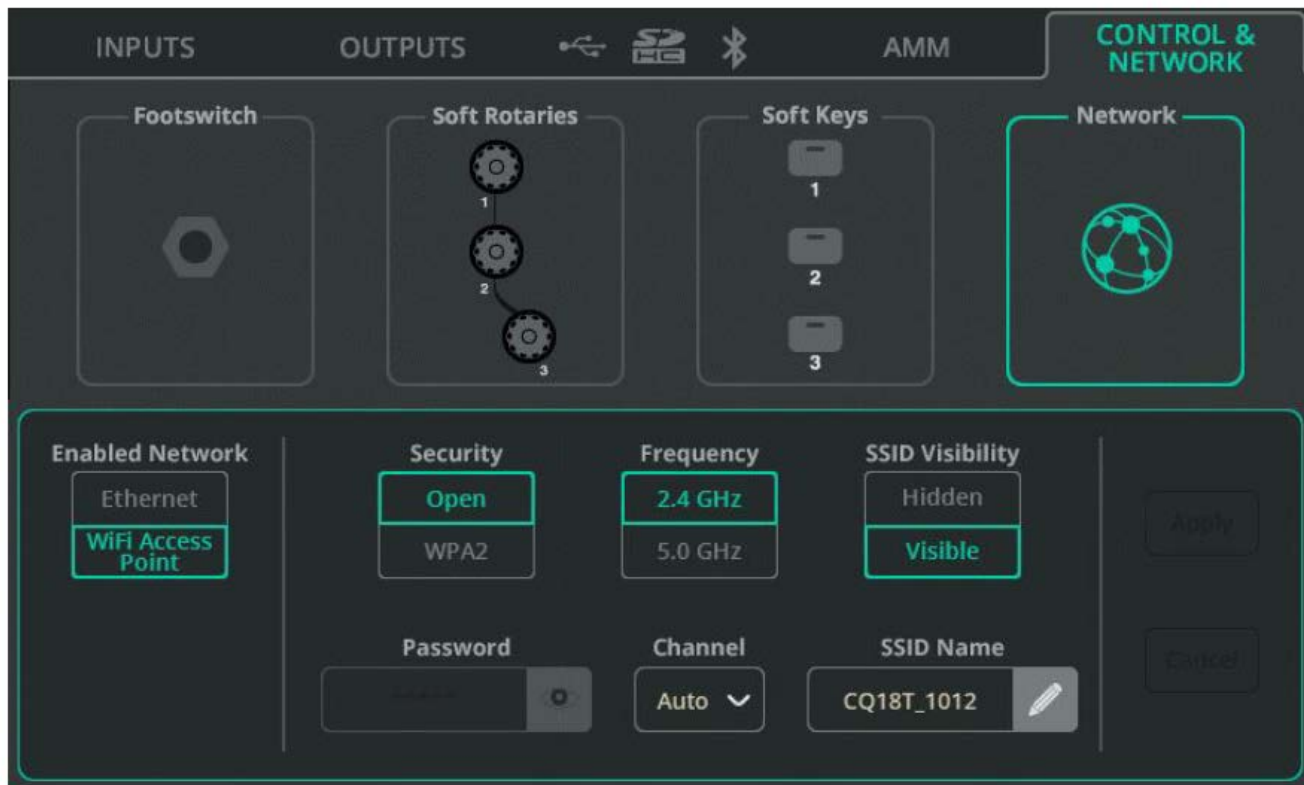 INPUTS
OUTPUTS
SD
HC
AMM
CONTROL &
NETWORK
Footswitch
Soft Rotaries
1
2
3
Soft Keys
1
2
3
Network
Enabled Network
Ethernet
WiFi Access
Point
Security
Open
WPA2
Frequency
2.4 GHz
5.0 GHz
SSID Visibility
Hidden
Visible
Apply
Password
Channel
Auto
SSID Name
CQ18T_1012
Cancel